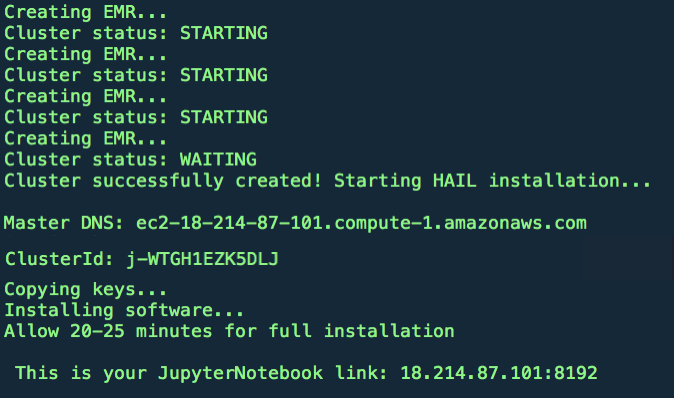 Creating EMR...
Cluster status: STARTING
Creating EMR...
Cluster status: STARTING
Creating EMR...
Cluster status: STARTING
Creating EMR...
Cluster status: WAITING
Cluster successfully created! Starting HAIL installation...
Master DNS: ec2-18-214-87-101.compute-1.amazonaws.com
ClusterId: j-WTGH1EZK5DLJ
Copying keys...
Installing software...
Allow 20-25 minutes for full installation
This is your JupyterNotebook link: 18.214.87.101:8192